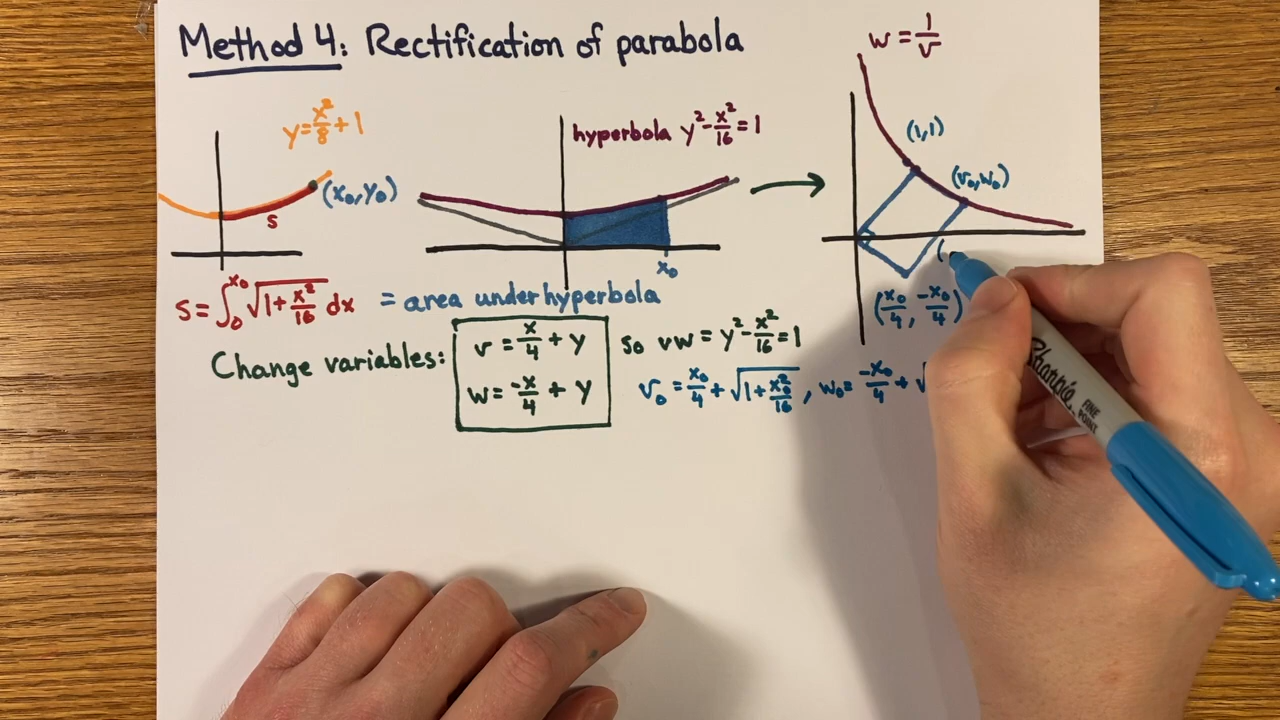 Method 4: Rectification of parabola
w = 1/v
y = x²/8 + 1
hyperbola y² - x²/16 = 1
(1,1)
(v₀,w₀)
(x₀,y₀)
s
x₀
(x₀/4, -x₀/4)
(
s = ∫₀^x₀ √(1 + x²/16) dx = area under hyperbola
Change variables:
v = x/4 + y
w = -x/4 + y
so vw = y² - x²/16 = 1
v₀ = x₀/4 + √(1 + x₀²/16), w₀ = -x₀/4 + √
Sharpie.
FINE
POINT